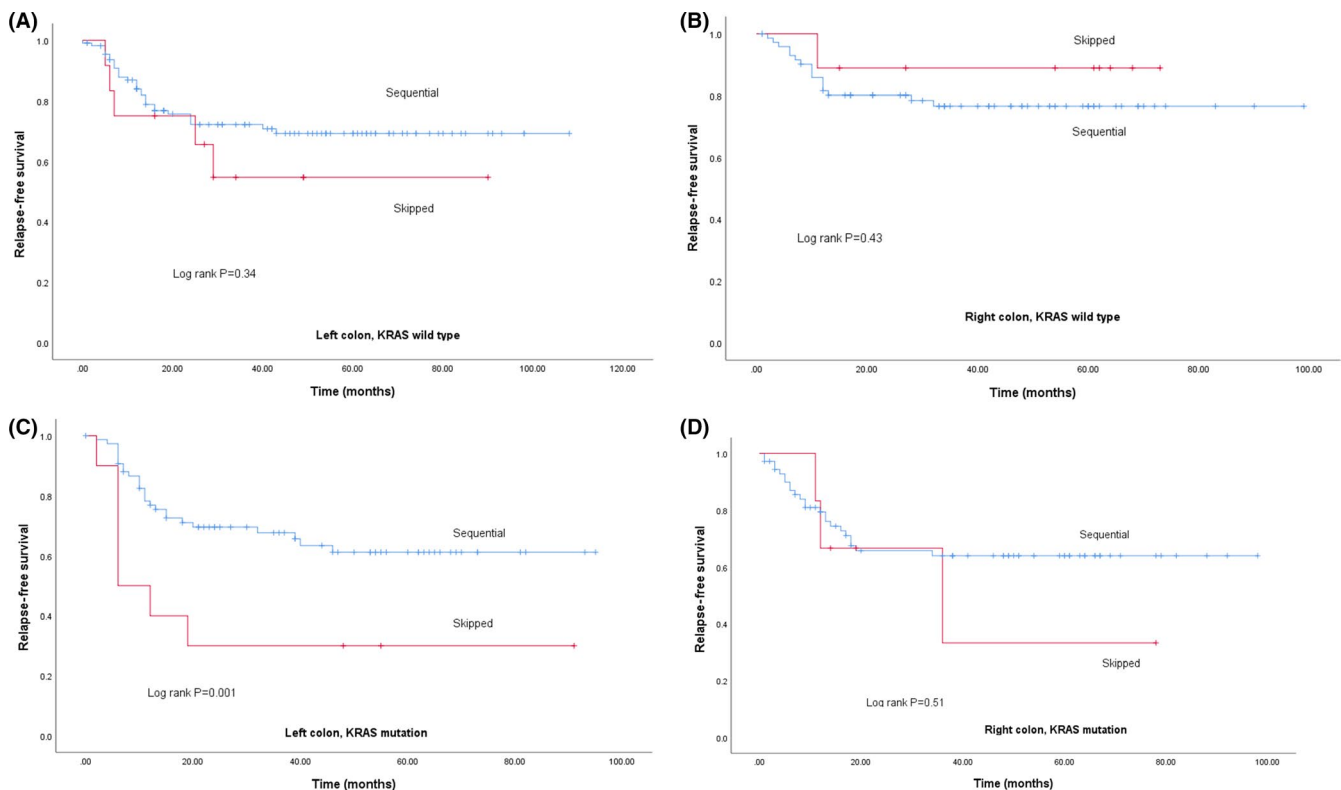 (A)
1.0
0.8
0.6
0.4
0.2
0.0
Relapse-free survival
Sequential
Skipped
Log rank P=0.34
Left colon, KRAS wild type
.00 20.00 40.00 60.00 80.00 100.00 120.00
Time (months)
(B)
1.0
0.8
0.6
0.4
0.2
0.0
Relapse-free survival
Skipped
Sequential
Log rank P=0.43
Right colon, KRAS wild type
.00 20.00 40.00 60.00 80.00 100.00
Time (months)
(C)
1.0
0.8
0.6
0.4
0.2
0.0
Relapse-free survival
Sequential
Skipped
Log rank P=0.001
Left colon, KRAS mutation
.00 20.00 40.00 60.00 80.00 100.00
Time (months)
(D)
1.0
0.8
0.6
0.4
0.2
0.0
Relapse-free survival
Sequential
Skipped
Log rank P=0.51
Right colon, KRAS mutation
.00 20.00 40.00 60.00 80.00 100.00
Time (months)